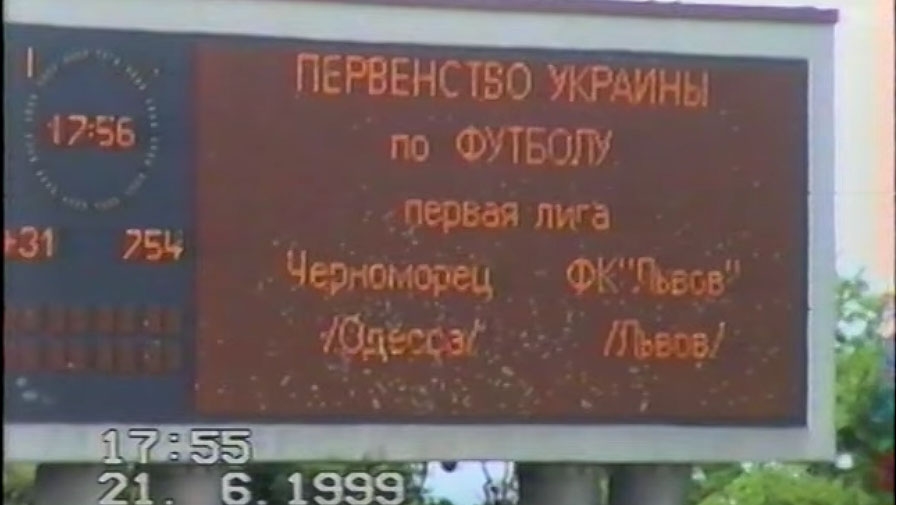 ПЕРВЕНСТВО УКРАИНЫ
17:56
по ФУТБОЛУ
первая лига
+31 754
Черноморец ФК"Львов"
/Одесса/ /Львов/
17:55
21. 6.1999